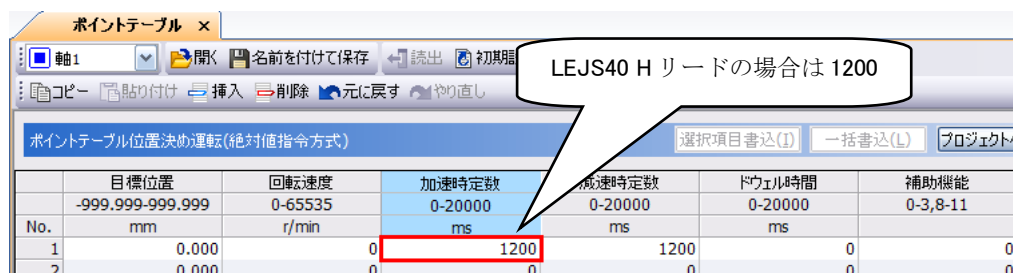 ポイントテーブル ×
軸1 開く 名前を付けて保存 読出 初期
LEJS40 H リードの場合は 1200
コピー 貼り付け 挿入 削除 元に戻す やり直し
ポイントテーブル位置決め運転(絶対値指令方式) 選択項目書込(I) 一括書込(L) プロジェクト
目標位置 回転速度 加速時定数 減速時定数 ドウェル時間 補助機能
-999.999-999.999 0-65535 0-20000 0-20000 0-20000 0-3,8-11
No. mm r/min ms ms ms
1 0.000 0 1200 1200 0 0
2 0.000 0 0 0 0 0